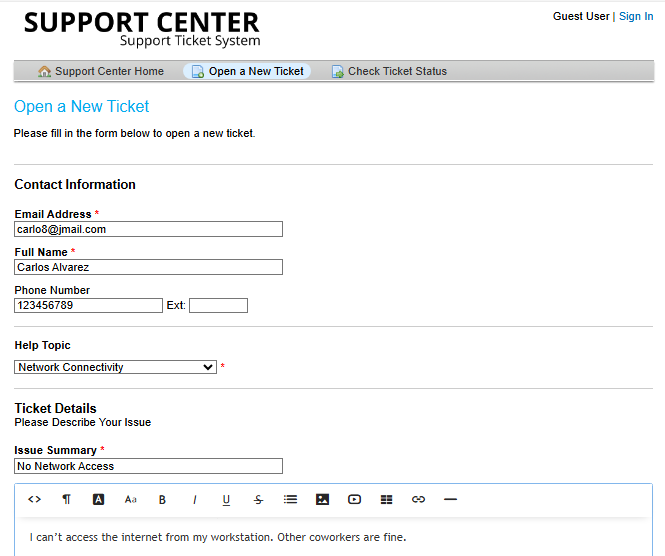 SUPPORT CENTER
Support Ticket System
Guest User | Sign In
Support Center Home Open a New Ticket Check Ticket Status
Open a New Ticket
Please fill in the form below to open a new ticket.
Contact Information
Email Address *
carlo8@jmail.com
Full Name *
Carlos Alvarez
Phone Number
123456789 Ext:
Help Topic
Network Connectivity *
Ticket Details
Please Describe Your Issue
Issue Summary *
No Network Access
<> ¶ A Aa B I U S
I can't access the internet from my workstation. Other coworkers are fine.